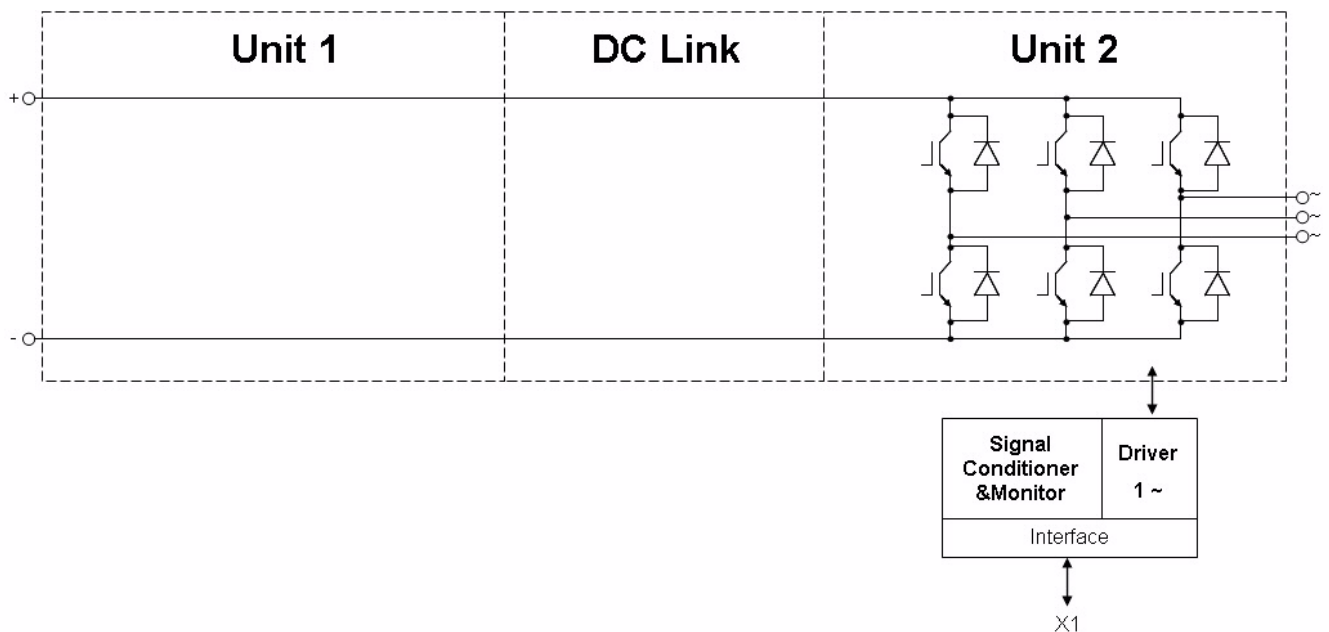 Unit 1
DC Link
Unit 2
+
~
~
~
-
Signal
Conditioner
&Monitor
Driver
1 ~
Interface
X1